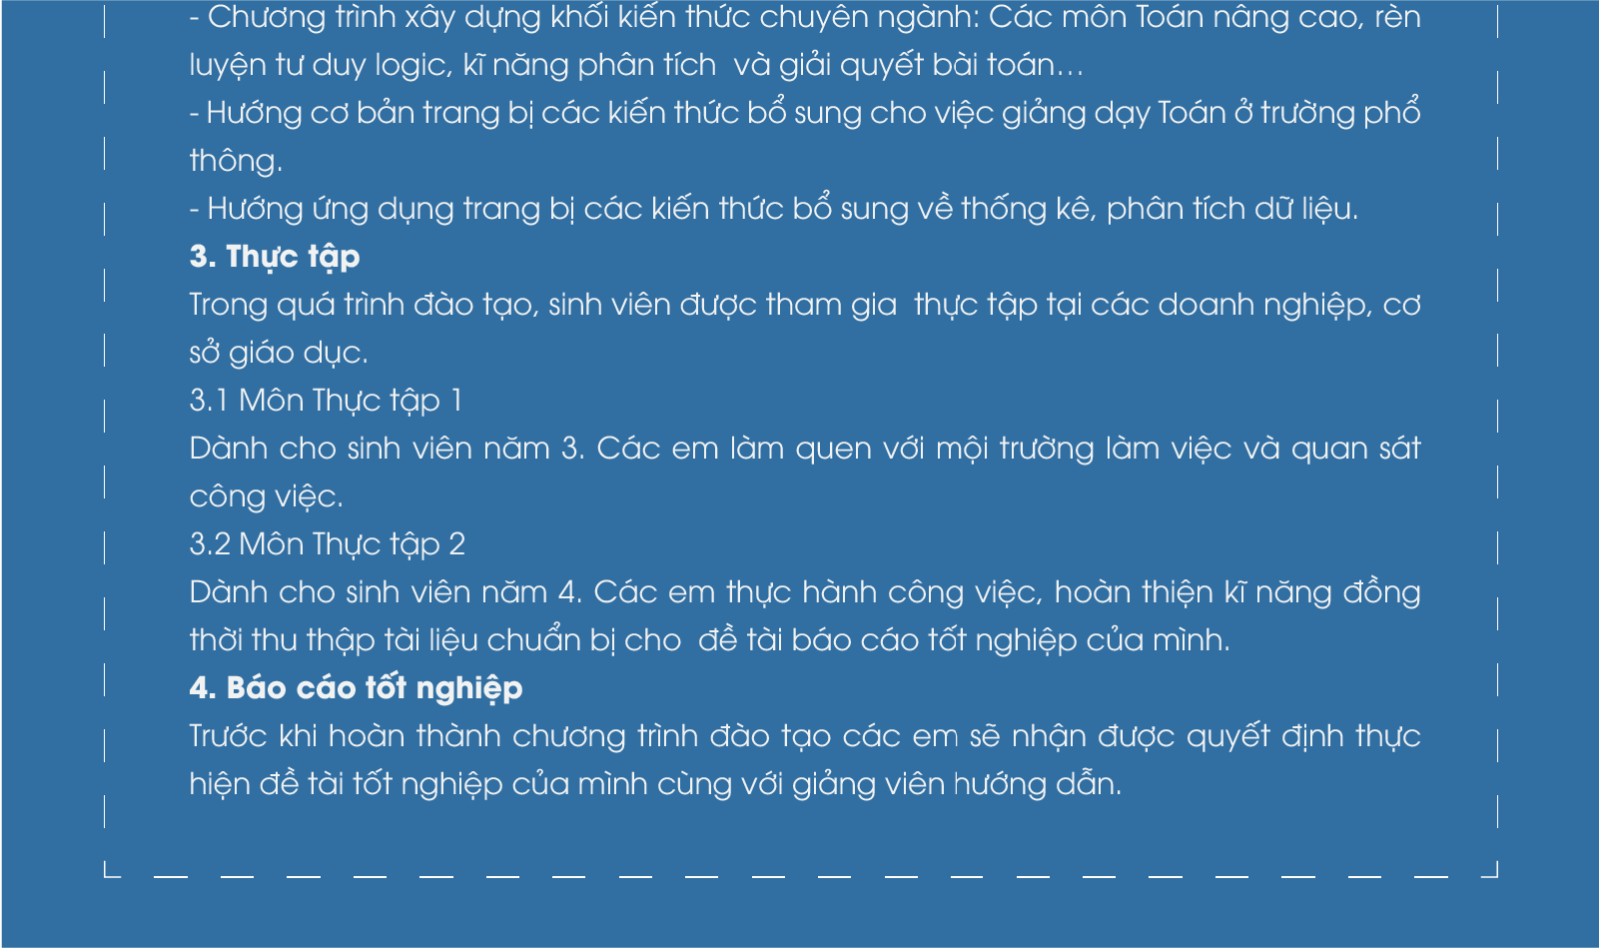 - Chương trình xây dựng khối kiến thức chuyên ngành: Các môn Toán nâng cao, rèn
luyện tư duy logic, kĩ năng phân tích  và giải quyết bài toán...
- Hướng cơ bản trang bị các kiến thức bổ sung cho việc giảng dạy Toán ở trường phổ
thông.
- Hướng ứng dụng trang bị các kiến thức bổ sung về thống kê, phân tích dữ liệu.
3. Thực tập
Trong quá trình đào tạo, sinh viên được tham gia  thực tập tại các doanh nghiệp, cơ
sở giáo dục.
3.1 Môn Thực tập 1
Dành cho sinh viên năm 3. Các em làm quen với mội trường làm việc và quan sát
công việc.
3.2 Môn Thực tập 2
Dành cho sinh viên năm 4. Các em thực hành công việc, hoàn thiện kĩ năng đồng
thời thu thập tài liệu chuẩn bị cho  đề tài báo cáo tốt nghiệp của mình.
4. Báo cáo tốt nghiệp
Trước khi hoàn thành chương trình đào tạo các em sẽ nhận được quyết định thực
hiện đề tài tốt nghiệp của mình cùng với giảng viên hướng dẫn.